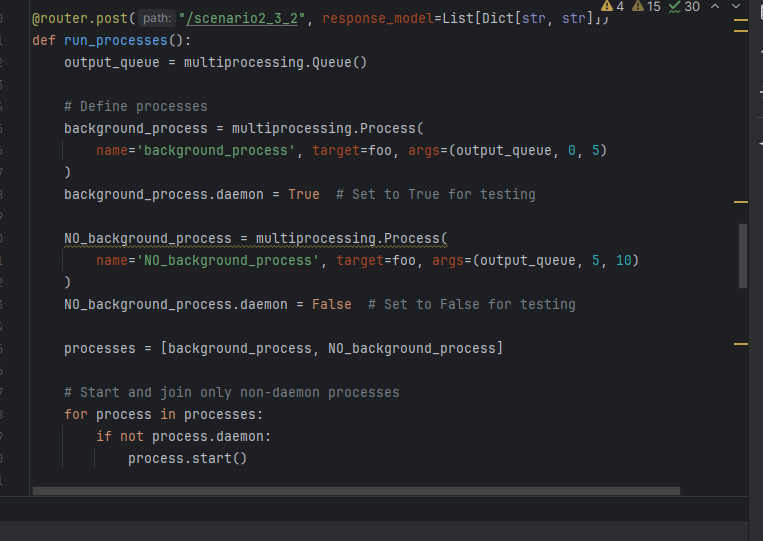 4 15 30
@router.post(path: "/scenario2_3_2", response_model=List[Dict[str, str]])
def run_processes():
    output_queue = multiprocessing.Queue()
    # Define processes
    background_process = multiprocessing.Process(
        name='background_process', target=foo, args=(output_queue, 0, 5)
    )
    background_process.daemon = True  # Set to True for testing
    NO_background_process = multiprocessing.Process(
        name='NO_background_process', target=foo, args=(output_queue, 5, 10)
    )
    NO_background_process.daemon = False  # Set to False for testing
    processes = [background_process, NO_background_process]
    # Start and join only non-daemon processes
    for process in processes:
        if not process.daemon:
            process.start()